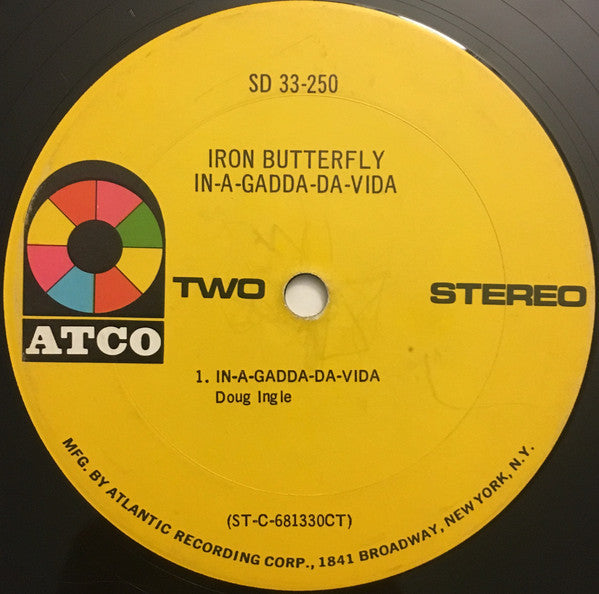 SD 33-250
IRON BUTTERFLY
IN-A-GADDA-DA-VIDA
ATCO
TWO
STEREO
1. IN-A-GADDA-DA-VIDA
Doug Ingle
(ST-C-681330CT)
MFG. BY ATLANTIC RECORDING CORP., 1841 BROADWAY, NEW YORK, N.Y.